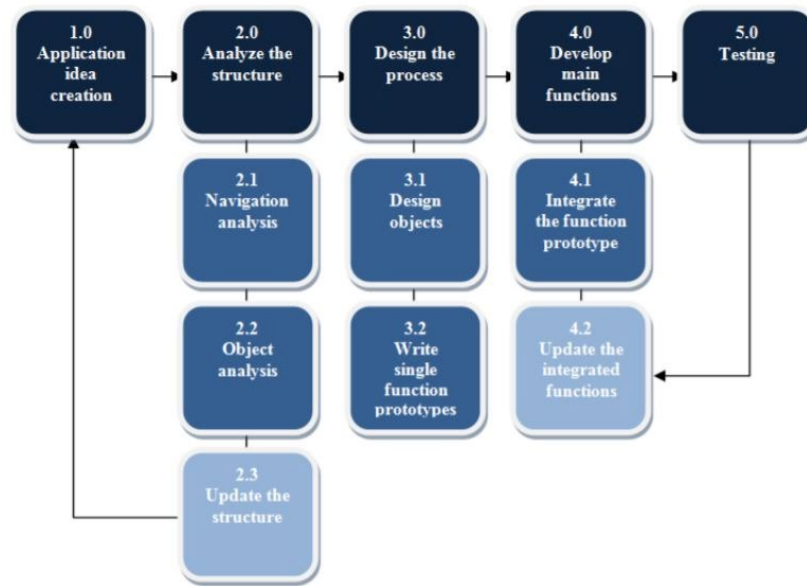 1.0
Application
idea
creation
2.0
Analyze the
structure
3.0
Design the
process
4.0
Develop
main
functions
5.0
Testing
2.1
Navigation
analysis
3.1
Design
objects
4.1
Integrate
the function
prototype
2.2
Object
analysis
3.2
Write
single
function
prototypes
4.2
Update the
integrated
functions
2.3
Update the
structure